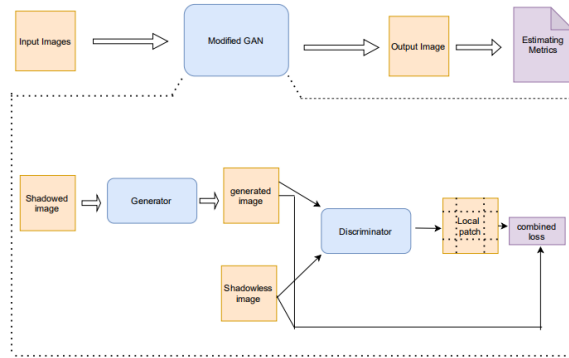 Input Images
Modified GAN
Output Image
Estimating
Metrics
Shadowed
image
Generator
generated
image
Discriminator
Local
patch
combined
loss
Shadowless
image